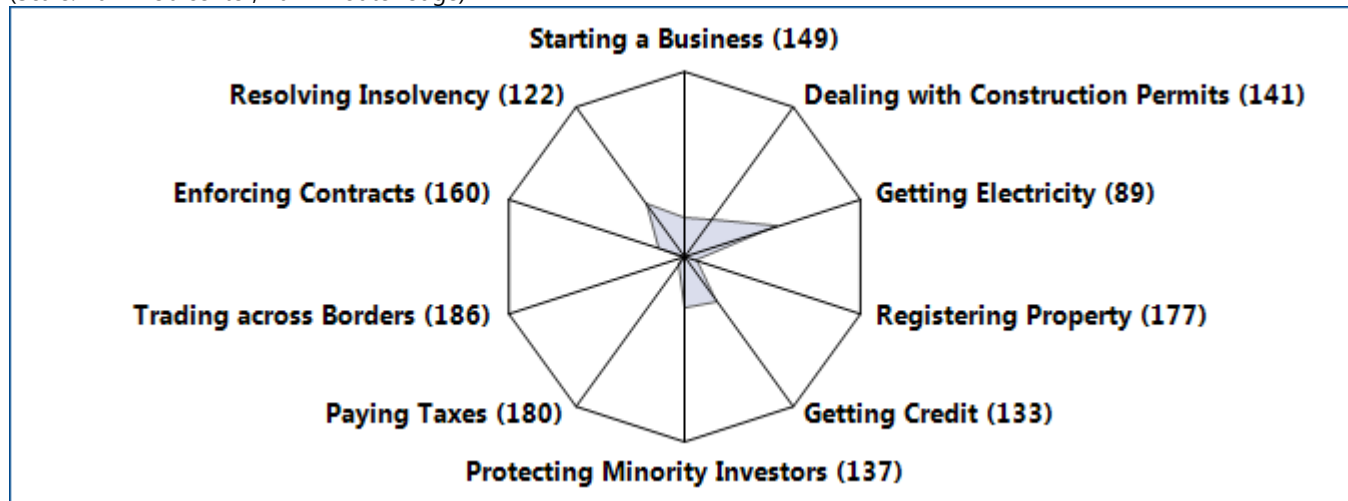 Starting a Business (149)
Resolving Insolvency (122)
Dealing with Construction Permits (141)
Enforcing Contracts (160)
Getting Electricity (89)
Trading across Borders (186)
Registering Property (177)
Paying Taxes (180)
Getting Credit (133)
Protecting Minority Investors (137)